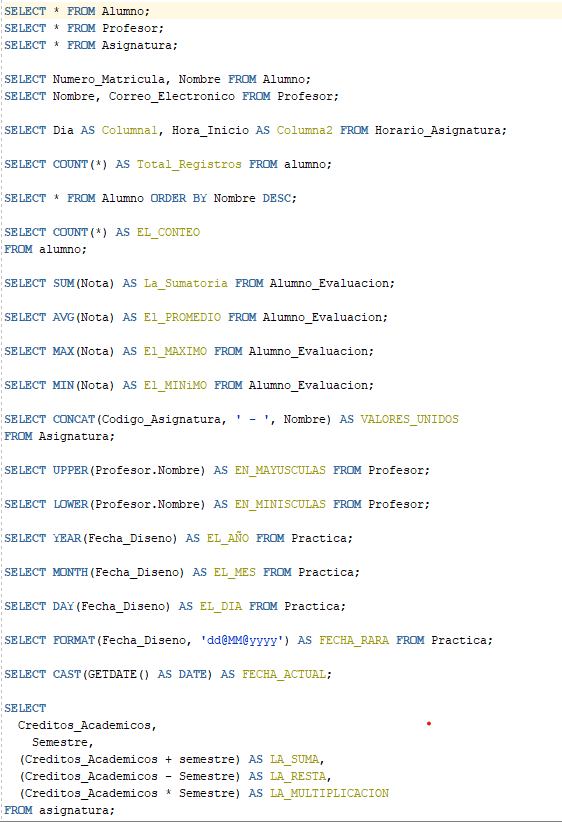 SELECT * FROM Alumno;
SELECT * FROM Profesor;
SELECT * FROM Asignatura;
SELECT Numero_Matricula, Nombre FROM Alumno;
SELECT Nombre, Correo_Electronico FROM Profesor;
SELECT Dia AS Columna1, Hora_Inicio AS Columna2 FROM Horario_Asignatura;
SELECT COUNT(*) AS Total_Registros FROM alumno;
SELECT * FROM Alumno ORDER BY Nombre DESC;
SELECT COUNT(*) AS EL_CONTEO
FROM alumno;
SELECT SUM(Nota) AS La_Sumatoria FROM Alumno_Evaluacion;
SELECT AVG(Nota) AS El_PROMEDIO FROM Alumno_Evaluacion;
SELECT MAX(Nota) AS El_MAXIMO FROM Alumno_Evaluacion;
SELECT MIN(Nota) AS El_MINiMO FROM Alumno_Evaluacion;
SELECT CONCAT(Codigo_Asignatura, ' - ', Nombre) AS VALORES_UNIDOS
FROM Asignatura;
SELECT UPPER(Profesor.Nombre) AS EN_MAYUSCULAS FROM Profesor;
SELECT LOWER(Profesor.Nombre) AS EN_MINISCULAS FROM Profesor;
SELECT YEAR(Fecha_Diseno) AS EL_AÑO FROM Practica;
SELECT MONTH(Fecha_Diseno) AS EL_MES FROM Practica;
SELECT DAY(Fecha_Diseno) AS EL_DIA FROM Practica;
SELECT FORMAT(Fecha_Diseno, 'dd@MM@yyyy') AS FECHA_RARA FROM Practica;
SELECT CAST(GETDATE() AS DATE) AS FECHA_ACTUAL;
SELECT
Creditos_Academicos,
Semestre,
(Creditos_Academicos + semestre) AS LA_SUMA,
(Creditos_Academicos - Semestre) AS LA_RESTA,
(Creditos_Academicos * Semestre) AS LA_MULTIPLICACION
FROM asignatura;